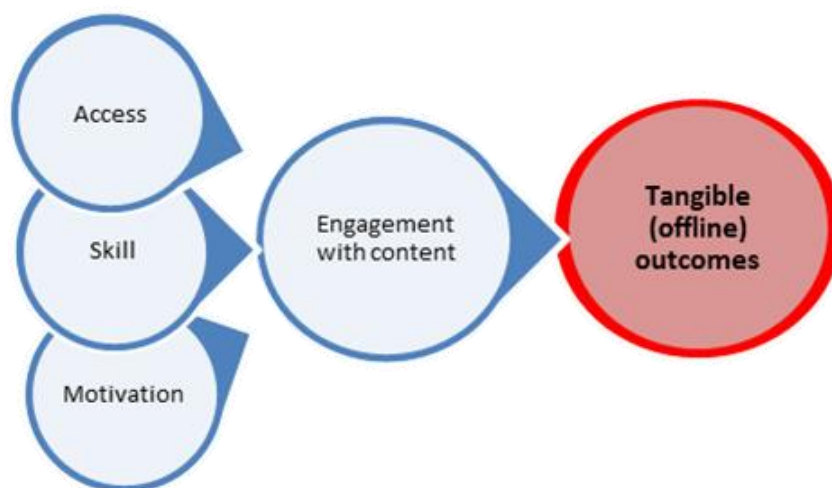 Access
Skill
Motivation
Engagement
with content
Tangible
(offline)
outcomes